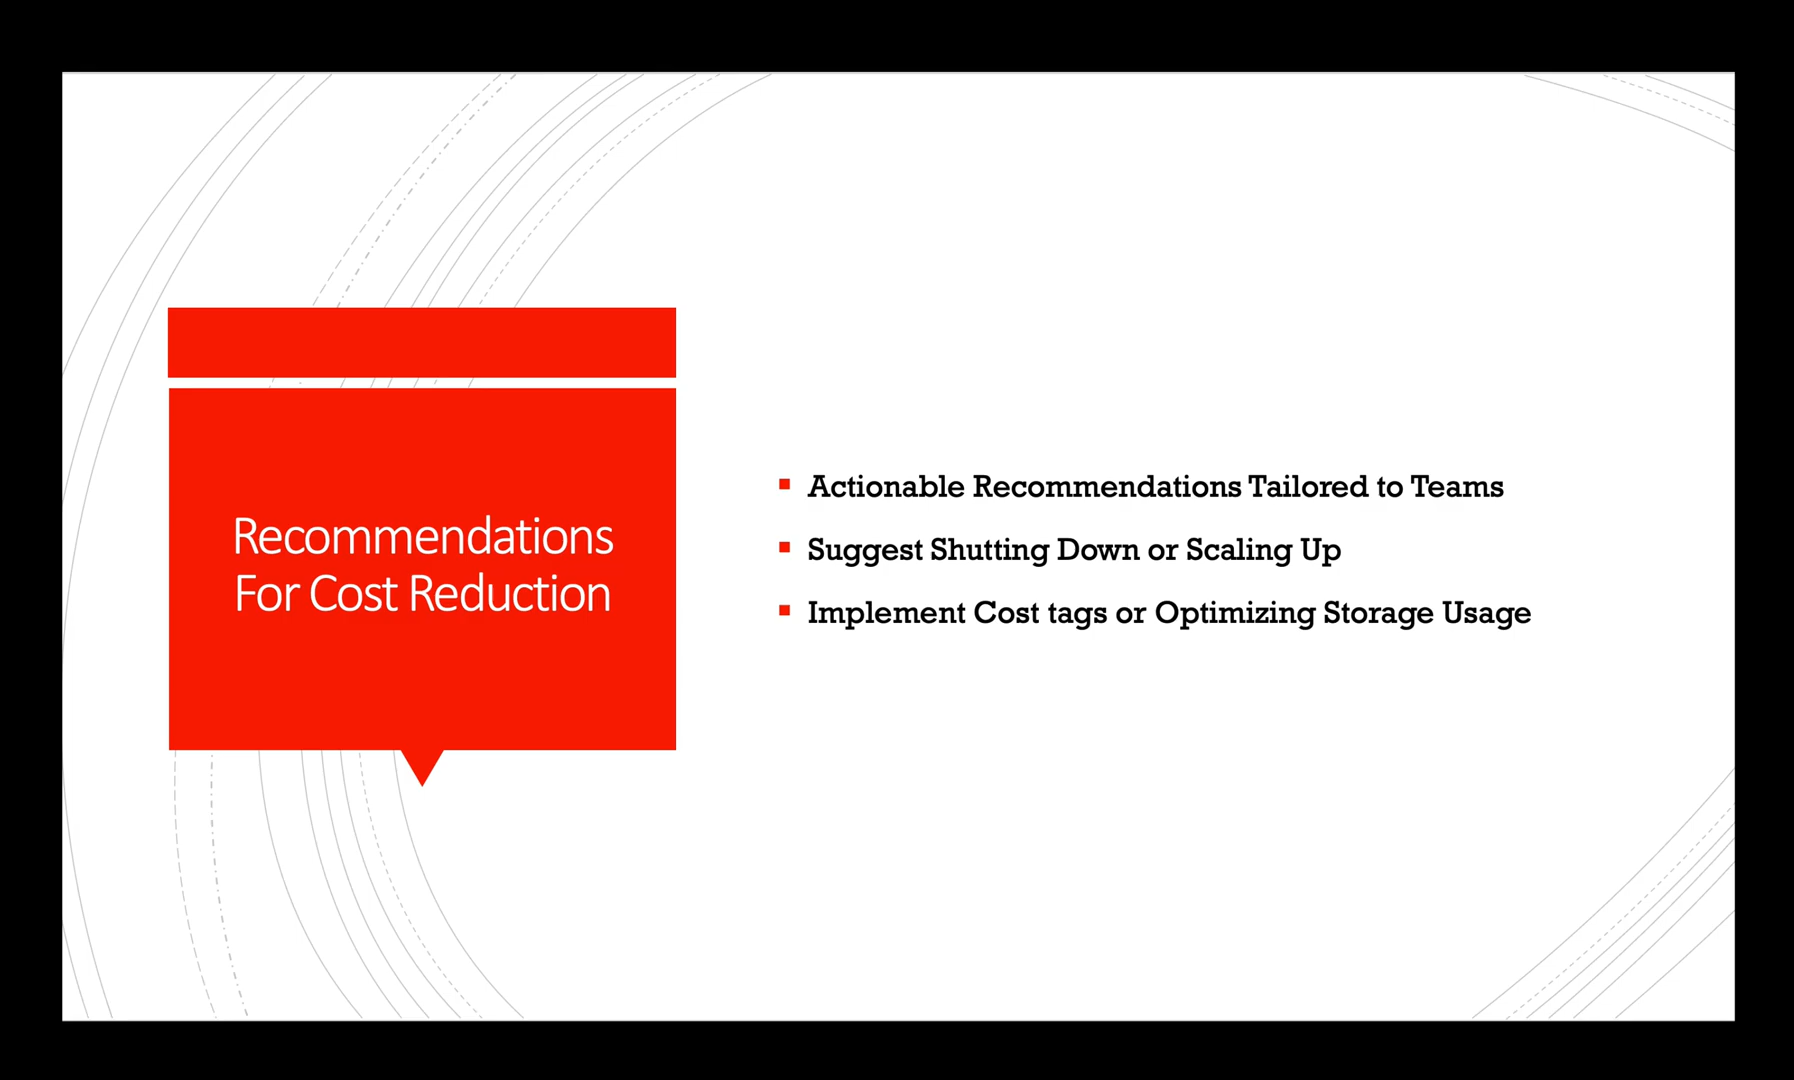 Recommendations
For Cost Reduction
Actionable Recommendations Tailored to Teams
Suggest Shutting Down or Scaling Up
Implement Cost tags or Optimizing Storage Usage